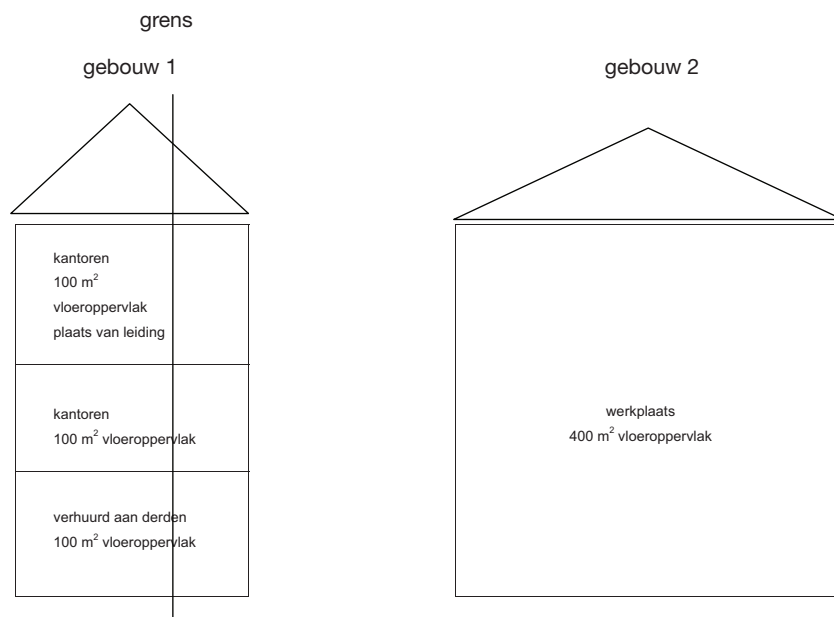 grens
gebouw 1
gebouw 2
kantoren
100 m²
vloeroppervlak
plaats van leiding
kantoren
100 m² vloeroppervlak
verhuurd aan derden
100 m² vloeroppervlak
werkplaats
400 m² vloeroppervlak